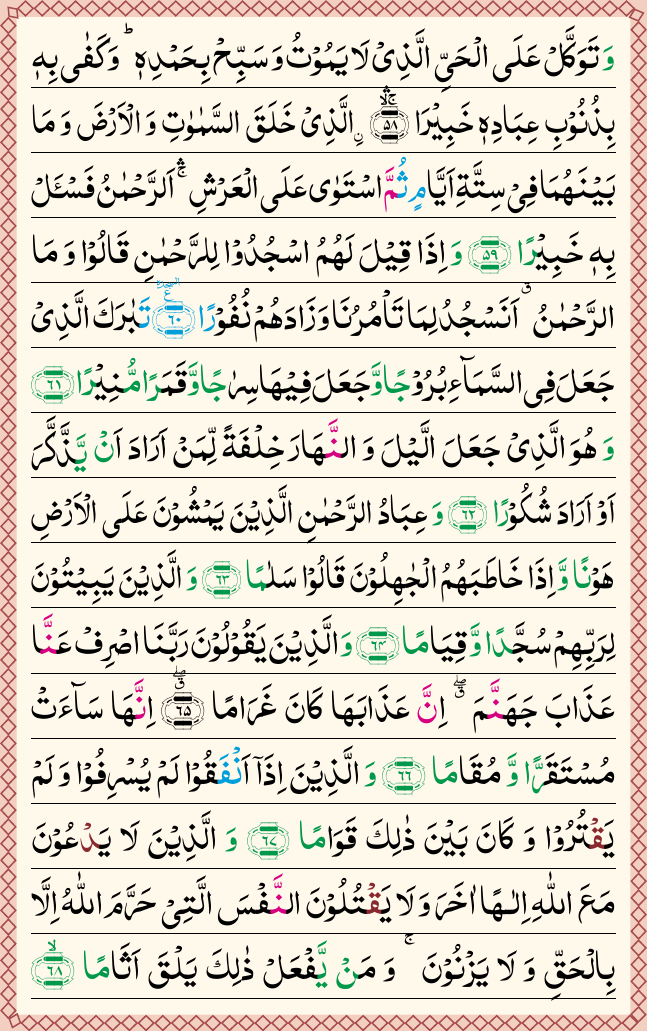 وَ تَوَكَّلْ عَلَى الْحَيِّ الَّذِیْ لَا یَمُوْتُ وَ سَبِّحْ بِحَمْدِهٖ ؕ وَ كَفٰى بِهٖ
بِذُنُوْبِ عِبَادِهٖ خَبِیْرَا ۚۛۙ ﴿۵۸﴾ ۣالَّذِیْ خَلَقَ السَّمٰوٰتِ وَ الْاَرْضَ وَ مَا
بَیْنَهُمَا فِیْ سِتَّةِ اَیَّامٍ ثُمَّ اسْتَوٰى عَلَى الْعَرْشِ ۚۛ اَلرَّحْمٰنُ فَسْـَٔلْ
بِهٖ خَبِیْرًا ﴿۵۹﴾ وَ اِذَا قِیْلَ لَهُمُ اسْجُدُوْا لِلرَّحْمٰنِ قَالُوْا وَ مَا
الرَّحْمٰنُ ۗ اَنَسْجُدُ لِمَا تَاْمُرُنَا وَ زَادَهُمْ نُفُوْرًا ﴿۶۰﴾ تَبٰرَكَ الَّذِیْ
جَعَلَ فِی السَّمَآءِ بُرُوْجًا وَّ جَعَلَ فِیْهَا سِرٰجًا وَّ قَمَرًا مُّنِیْرًا ﴿۶۱﴾
وَ هُوَ الَّذِیْ جَعَلَ الَّیْلَ وَ النَّهَارَ خِلْفَةً لِّمَنْ اَرَادَ اَنْ یَّذَّكَّرَ
اَوْ اَرَادَ شُكُوْرًا ﴿۶۲﴾ وَ عِبَادُ الرَّحْمٰنِ الَّذِیْنَ یَمْشُوْنَ عَلَى الْاَرْضِ
هَوْنًا وَّ اِذَا خَاطَبَهُمُ الْجٰهِلُوْنَ قَالُوْا سَلٰمًا ﴿۶۳﴾ وَ الَّذِیْنَ یَبِیْتُوْنَ
لِرَبِّهِمْ سُجَّدًا وَّ قِیَامًا ﴿۶۴﴾ وَ الَّذِیْنَ یَقُوْلُوْنَ رَبَّنَا اصْرِفْ عَنَّا
عَذَابَ جَهَنَّمَ ۖۗ اِنَّ عَذَابَهَا كَانَ غَرَامًا ۖۗ ﴿۶۵﴾ اِنَّهَا سَآءَتْ
مُسْتَقَرًّا وَّ مُقَامًا ﴿۶۶﴾ وَ الَّذِیْنَ اِذَاۤ اَنْفَقُوْا لَمْ یُسْرِفُوْا وَ لَمْ
یَقْتُرُوْا وَ كَانَ بَیْنَ ذٰلِكَ قَوَامًا ﴿۶۷﴾ وَ الَّذِیْنَ لَا یَدْعُوْنَ
مَعَ اللّٰهِ اِلٰـهًا اٰخَرَ وَ لَا یَقْتُلُوْنَ النَّفْسَ الَّتِیْ حَرَّمَ اللّٰهُ اِلَّا
بِالْحَقِّ وَ لَا یَزْنُوْنَ ۚ وَ مَنْ یَّفْعَلْ ذٰلِكَ یَلْقَ اَثَامًا ۙ ﴿۶۸﴾